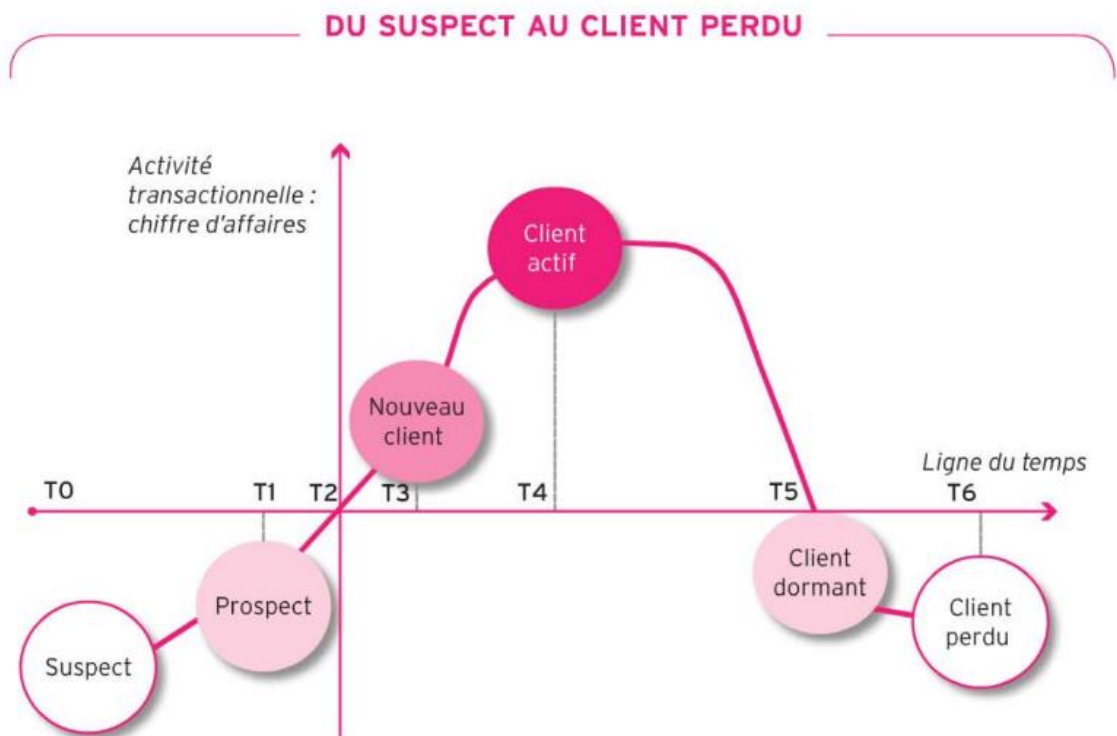 DU SUSPECT AU CLIENT PERDU
Activité
transactionnelle :
chiffre d'affaires
Client
actif
Nouveau
client
Ligne du temps
T0
T1
T2
T3
T4
T5
T6
Prospect
Suspect
Client
dormant
Client
perdu